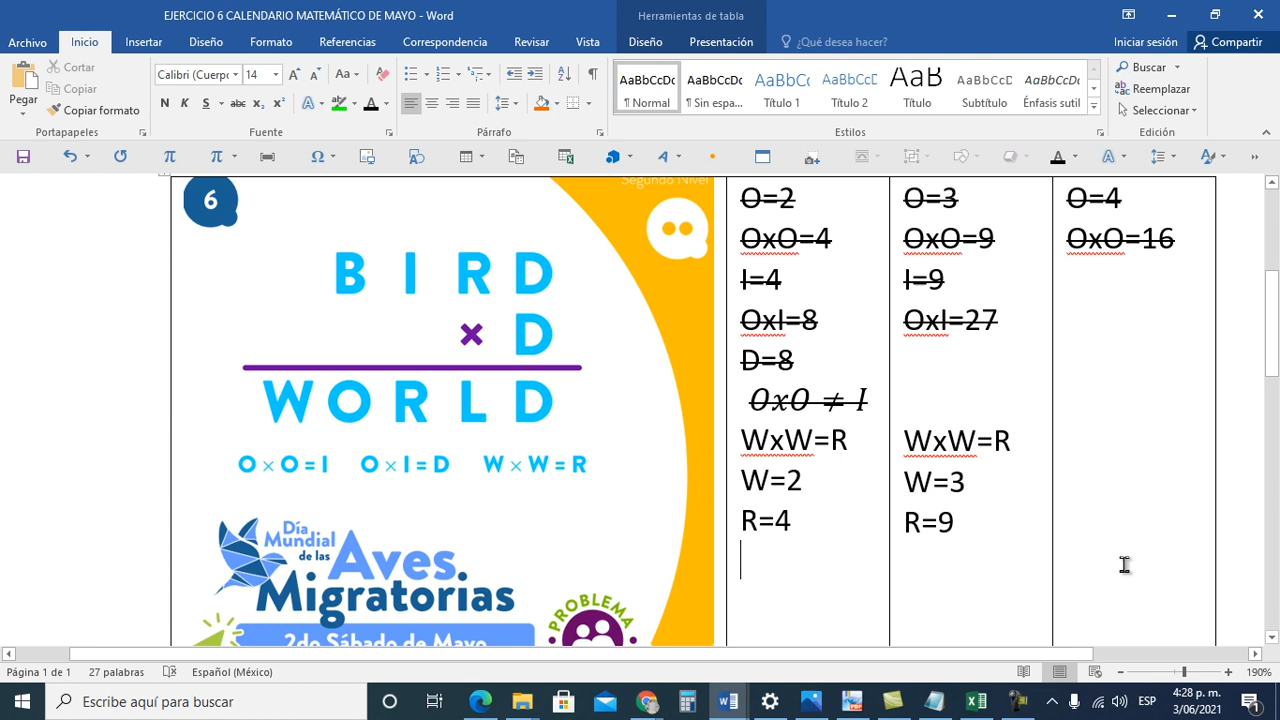 EJERCICIO 6 CALENDARIO MATEMÁTICO DE MAYO - Word
Herramientas de tabla
Archivo Inicio Insertar Diseño Formato Referencias Correspondencia Revisar Vista Diseño Presentación ¿Qué desea hacer? Iniciar sesión Compartir
Pegar
Cortar
Copiar
Copiar formato
Portapapeles
Calibri (Cuerpo 14
N K S abc x₂ x²
Fuente
Párrafo
AaBbCcDc AaBbCcDc AaBbCc AaBbCcD AaB AaBbCcD AaBbCcDc
¶ Normal ¶ Sin espa... Título 1 Título 2 Título Subtítulo Énfasis sutil
Estilos
Buscar
Reemplazar
Seleccionar
Edición
Segundo Nivel
6
B I R D
× D
W O R L D
O × O = I O × I = D W × W = R
Día
Mundial
de las
Aves
Migratorias
2do Sábado de Mayo
PROBLEMA
O=2
OxO=4
I=4
OxI=8
D=8
OxO ≠ I
WxW=R
W=2
R=4
O=3
OxO=9
I=9
OxI=27
WxW=R
W=3
R=9
O=4
OxO=16
Página 1 de 1 27 palabras Español (México) 190%
Escribe aquí para buscar
ESP
4:28 p. m.
3/06/2021